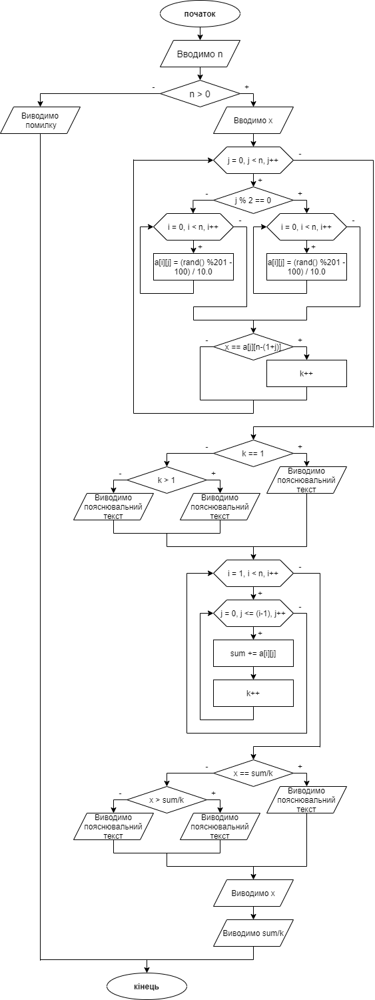 початок
Вводимо n
n > 0
-
+
Виводимо
помилку
Вводимо x
j = 0, j < n, j++
-
+
j % 2 == 0
-
+
i = 0, i < n, i++
-
i = 0, i < n, i++
-
+
+
a[i][j] = (rand() %201 -
100) / 10.0
a[i][j] = (rand() %201 -
100) / 10.0
x == a[j][n-(1+j)]
-
+
k++
k == 1
-
+
k > 1
-
+
Виводимо
пояснювальний
текст
Виводимо
пояснювальний
текст
Виводимо
пояснювальний
текст
i = 1, i < n, i++
-
+
j = 0, j <= (i-1), j++
-
+
sum += a[i][j]
k++
x == sum/k
-
+
x > sum/k
-
+
Виводимо
пояснювальний
текст
Виводимо
пояснювальний
текст
Виводимо
пояснювальний
текст
Виводимо x
Виводимо sum/k
кінець